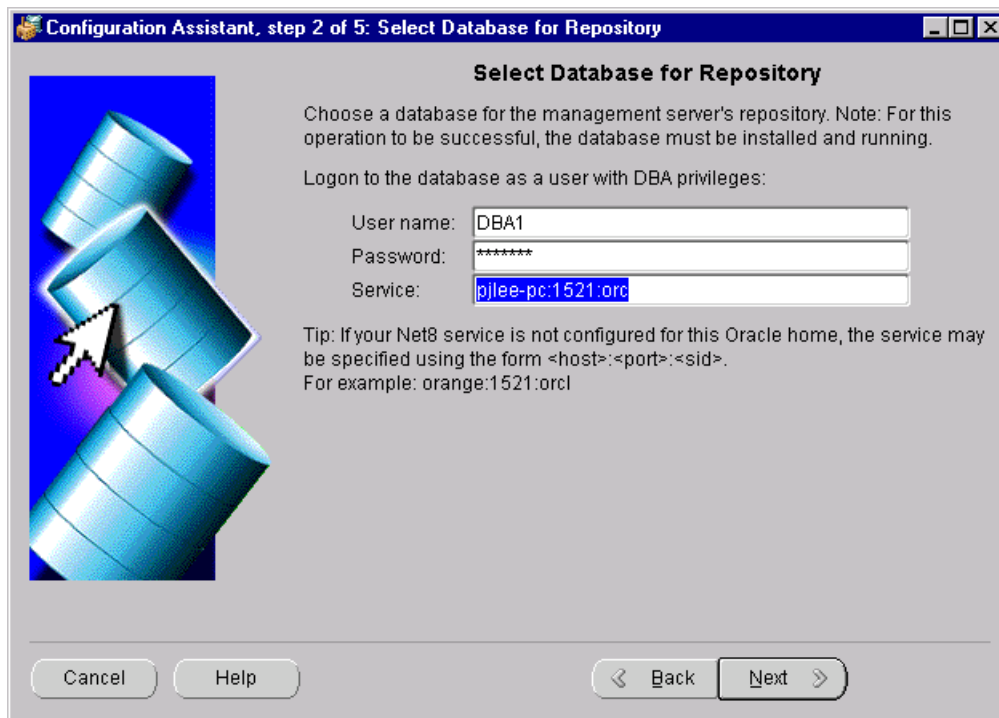 Configuration Assistant, step 2 of 5: Select Database for Repository
Select Database for Repository
Choose a database for the management server's repository. Note: For this
operation to be successful, the database must be installed and running.
Logon to the database as a user with DBA privileges:
User name: DBA1
Password: *******
Service: pjlee-pc:1521:orc
Tip: If your Net8 service is not configured for this Oracle home, the service may
be specified using the form <host>:<port>:<sid>.
For example: orange:1521:orcl
Cancel Help Back Next